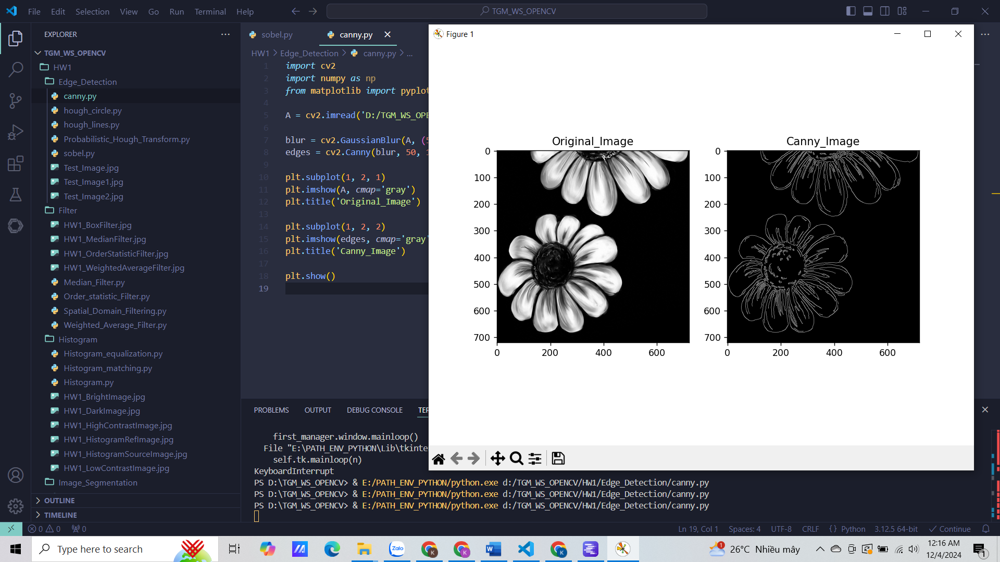 File Edit Selection View Go Run Terminal Help
TGM_WS_OPENCV
EXPLORER
TGM_WS_OPENCV
HW1
Edge_Detection
canny.py
hough_circle.py
hough_lines.py
Probabilistic_Hough_Transform.py
sobel.py
Test_Image.jpg
Test_Image1.jpg
Test_Image2.jpg
Filter
HW1_BoxFilter.jpg
HW1_MedianFilter.jpg
HW1_OrderStatisticFilter.jpg
HW1_WeightedAverageFilter.jpg
Median_Filter.py
Order_statistic_Filter.py
Spatial_Domain_Filtering.py
Weighted_Average_Filter.py
Histogram
Histogram_equalization.py
Histogram_matching.py
Histogram.py
HW1_BrightImage.jpg
HW1_DarkImage.jpg
HW1_HighContrastImage.jpg
HW1_HistogramRefImage.jpg
HW1_HistogramSourceImage.jpg
HW1_LowContrastImage.jpg
Image_Segmentation
OUTLINE
TIMELINE
sobel.py canny.py
HW1 > Edge_Detection > canny.py > ...
1 import cv2
2 import numpy as np
3 from matplotlib import pyplot
4
5 A = cv2.imread('D:/TGM_WS_OPE
6
7 blur = cv2.GaussianBlur(A, (5
8 edges = cv2.Canny(blur, 50, 1
9
10 plt.subplot(1, 2, 1)
11 plt.imshow(A, cmap='gray')
12 plt.title('Original_Image')
13
14 plt.subplot(1, 2, 2)
15 plt.imshow(edges, cmap='gray'
16 plt.title('Canny_Image')
17
18 plt.show()
19
Figure 1
Original_Image
0
100
200
300
400
500
600
700
0 200 400 600
Canny_Image
0
100
200
300
400
500
600
700
0 200 400 600
PROBLEMS OUTPUT DEBUG CONSOLE TER
first_manager.window.mainloop()
File "E:\PATH_ENV_PYTHON\Lib\tkinte
self.tk.mainloop(n)
KeyboardInterrupt
PS D:\TGM_WS_OPENCV> & E:/PATH_ENV_PYTHON/python.exe d:/TGM_WS_OPENCV/HW1/Edge_Detection/canny.py
PS D:\TGM_WS_OPENCV> & E:/PATH_ENV_PYTHON/python.exe d:/TGM_WS_OPENCV/HW1/Edge_Detection/canny.py
PS D:\TGM_WS_OPENCV> & E:/PATH_ENV_PYTHON/python.exe d:/TGM_WS_OPENCV/HW1/Edge_Detection/canny.py
0 0 0 Ln 19, Col 1 Spaces: 4 UTF-8 CRLF {} Python 3.12.5 64-bit Continue
Type here to search
Zalo
1
26°C Nhiều mây
12:16 AM
12/4/2024
1